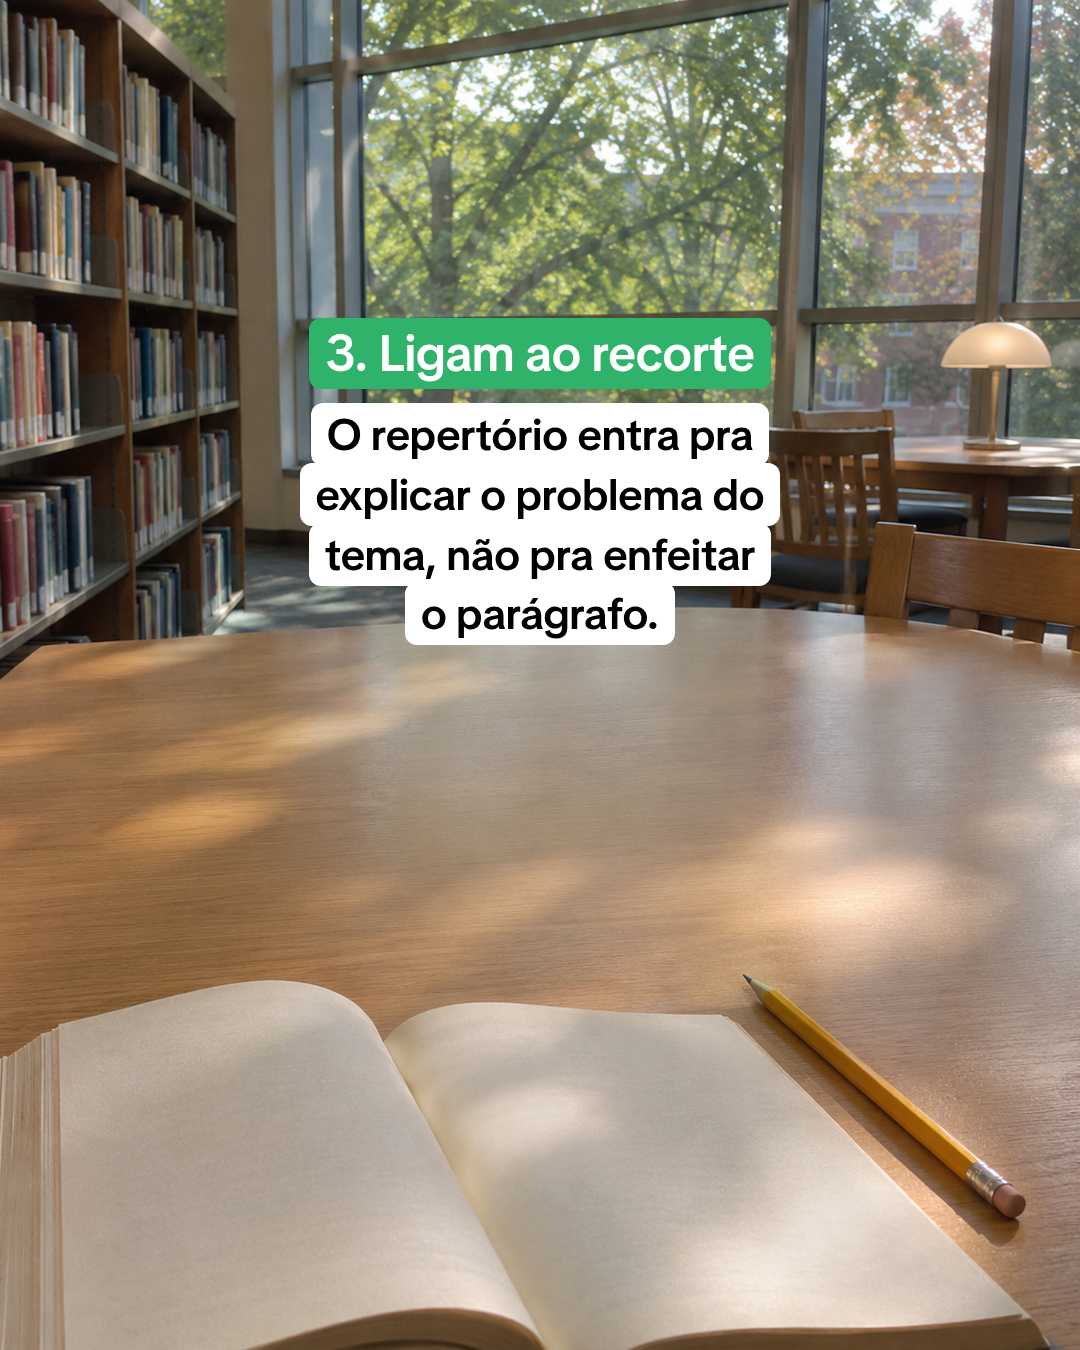 3. Ligam ao recorte
O repertório entra pra
explicar o problema do
tema, não pra enfeitar
o parágrafo.